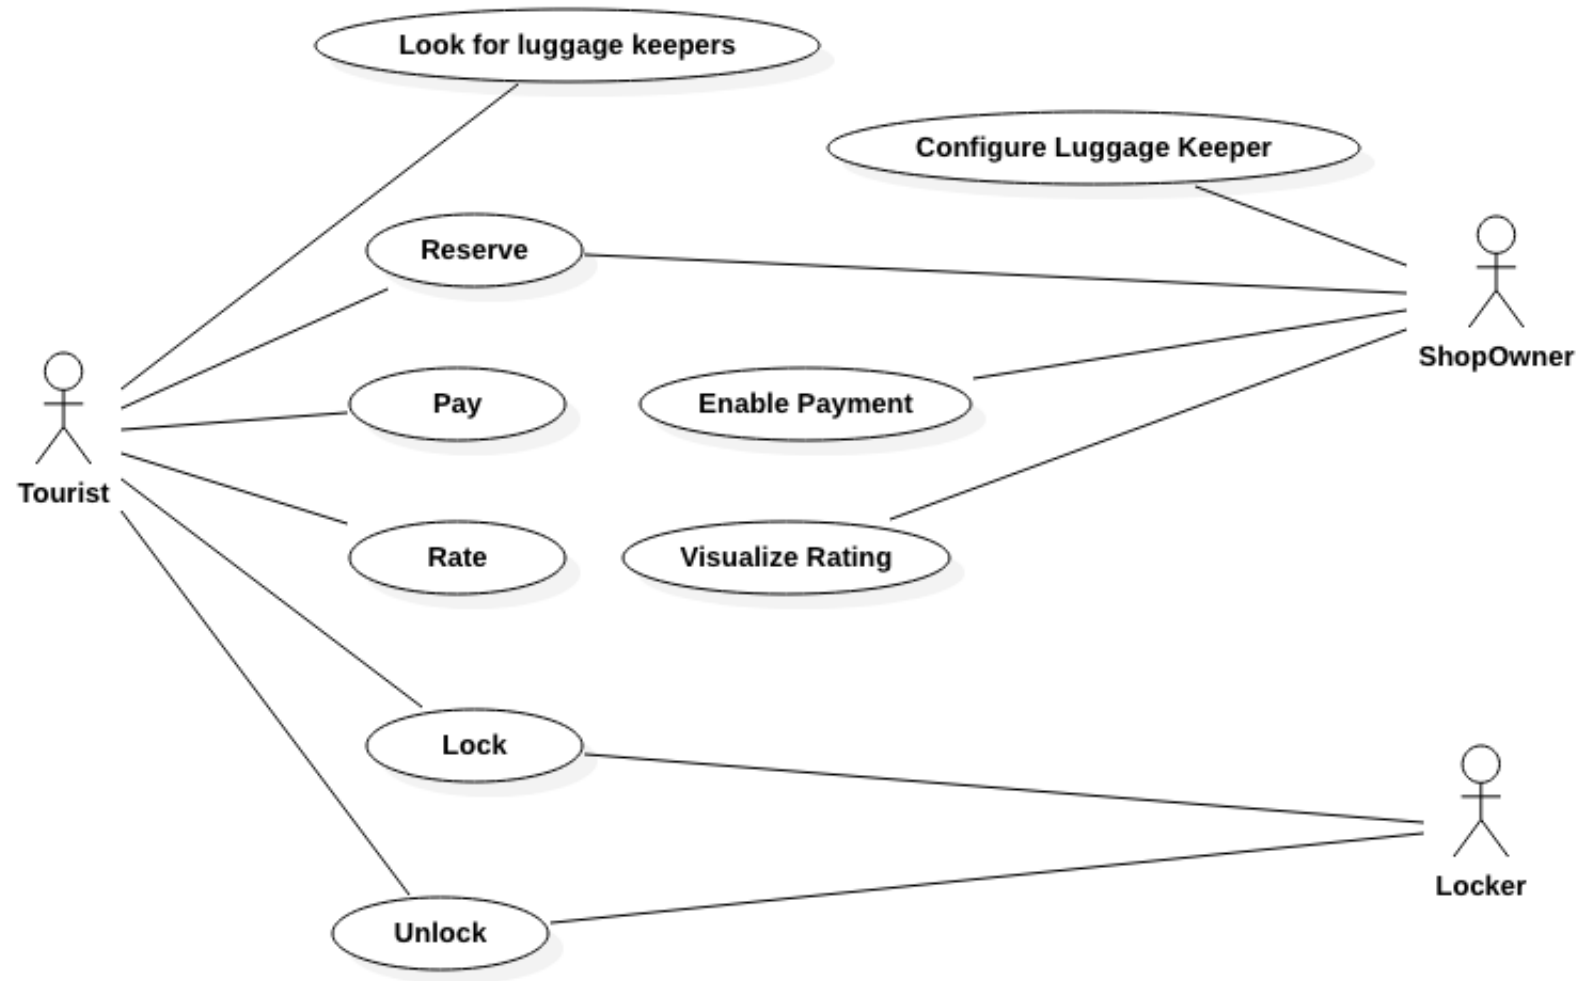 Look for luggage keepers
Configure Luggage Keeper
Reserve
ShopOwner
Pay
Enable Payment
Tourist
Rate
Visualize Rating
Lock
Locker
Unlock